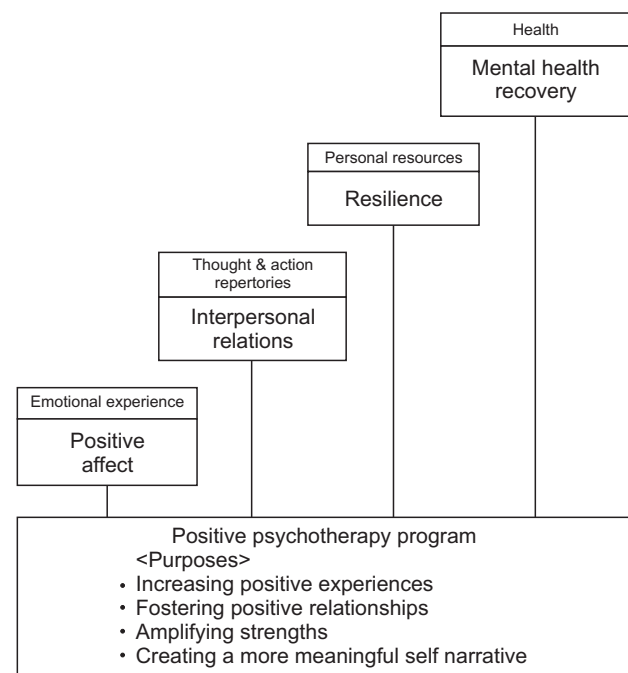 Health
Mental health
recovery
Personal resources
Resilience
Thought & action
repertories
Interpersonal
relations
Emotional experience
Positive
affect
Positive psychotherapy program
<Purposes>
• Increasing positive experiences
• Fostering positive relationships
• Amplifying strengths
• Creating a more meaningful self narrative